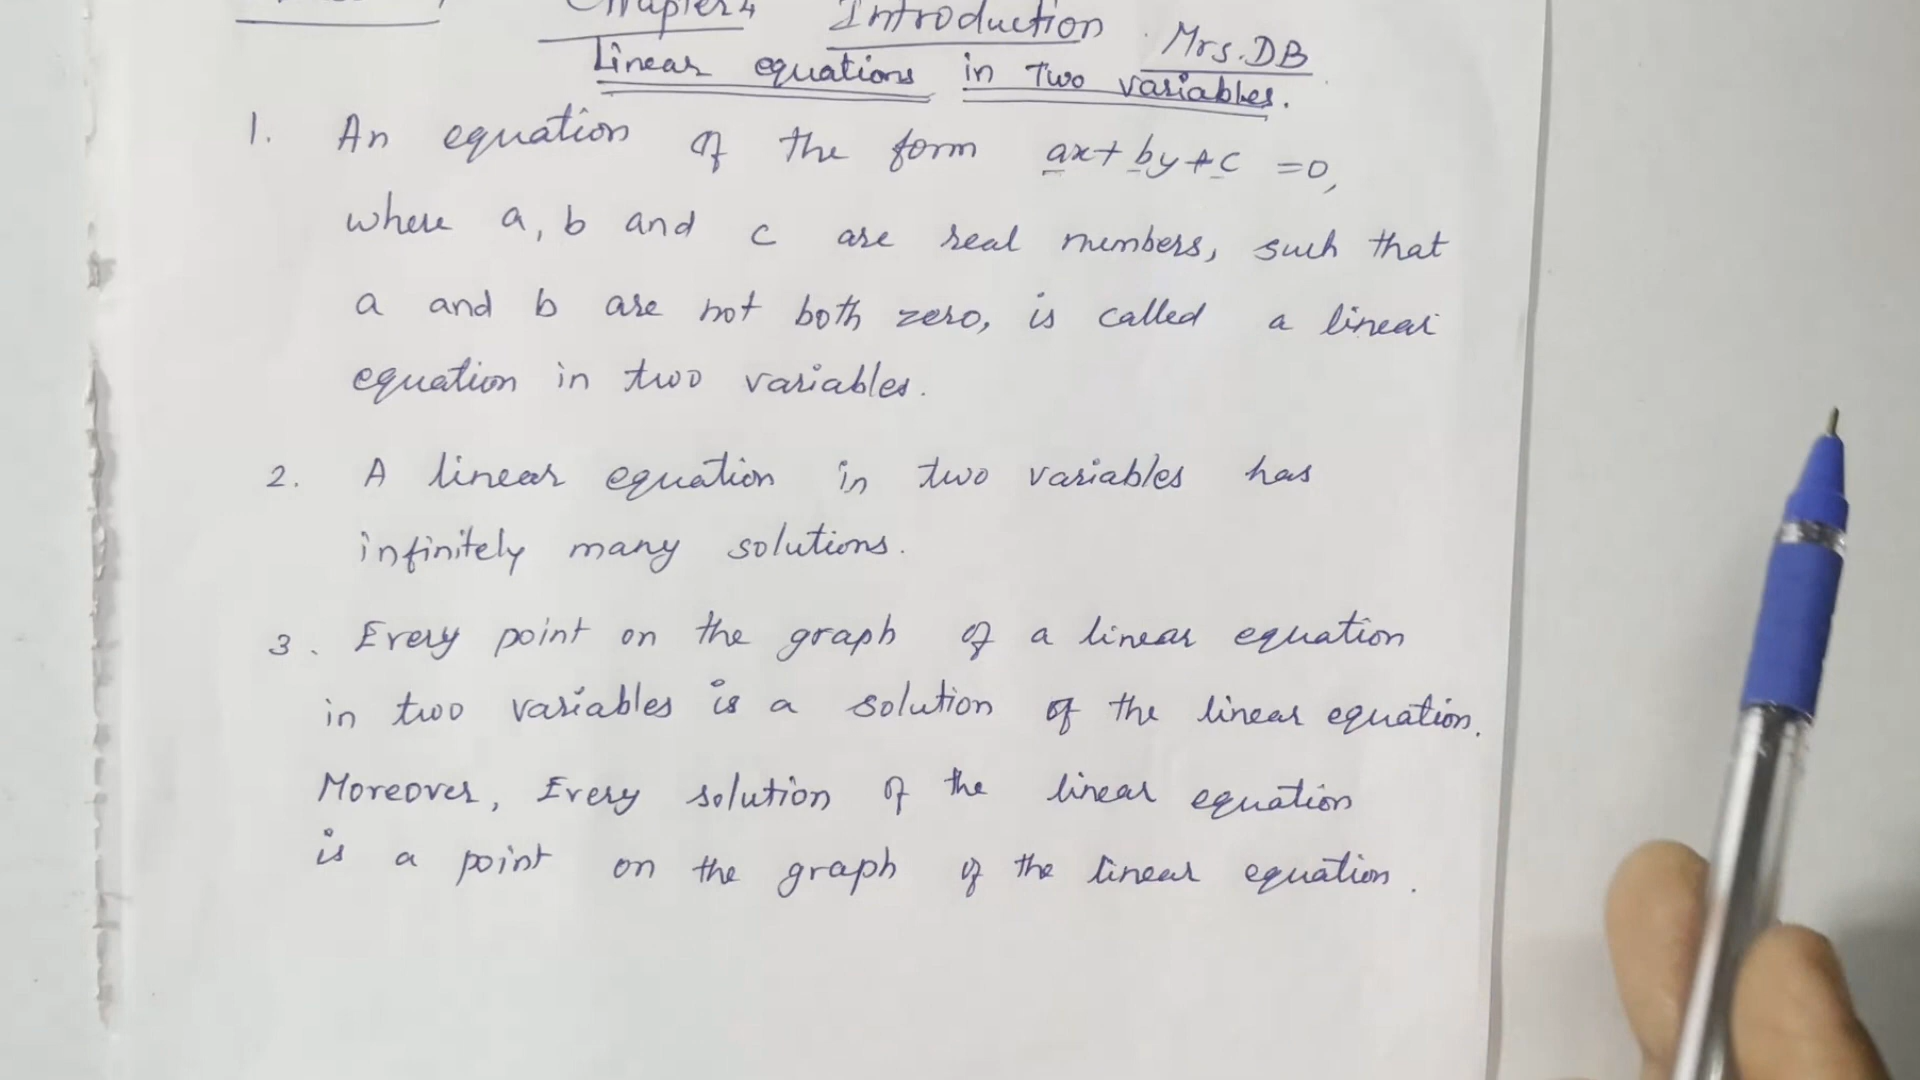 Chapter 4 Introduction
Mrs. DB
Linear equations in Two variables.
1. An equation of the form ax + by + c = 0,
where a, b and c are real numbers, such that
a and b are not both zero, is called a linear
equation in two variables.
2. A linear equation in two variables has
infinitely many solutions.
3. Every point on the graph of a linear equation
in two variables is a solution of the linear equation.
Moreover, Every solution of the linear equation
is a point on the graph of the linear equation.